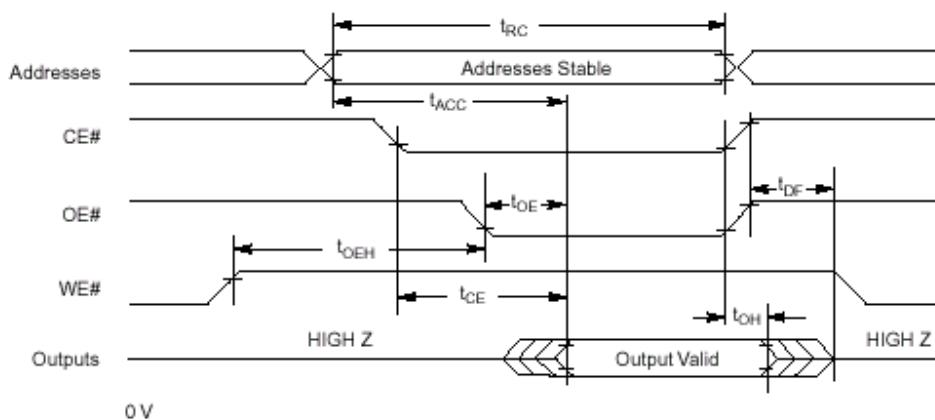 tRC
Addresses
Addresses Stable
tACC
CE#
tDF
OE#
tOE
tOEH
WE#
tCE
tOH
HIGH Z
HIGH Z
Outputs
Output Valid
0 V